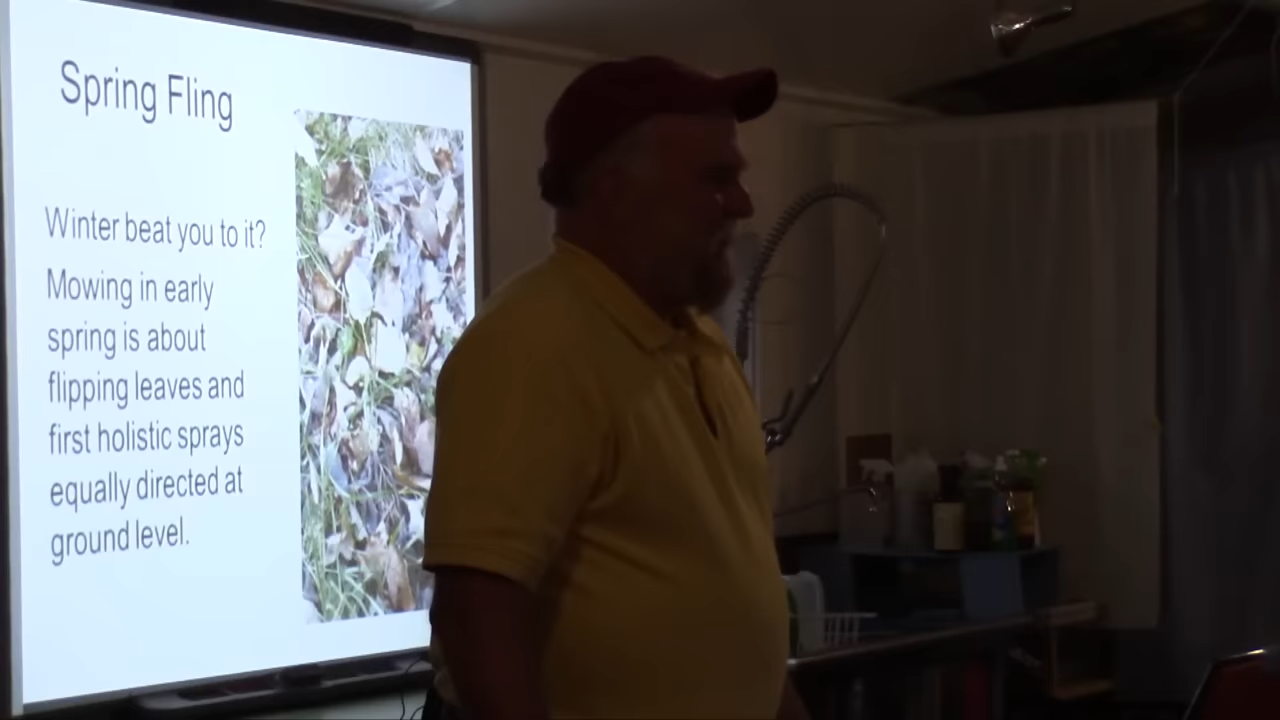 Spring Fling
Winter beat you to it?
Mowing in early
spring is about
flipping leaves and
first holistic sprays
equally directed at
ground level.